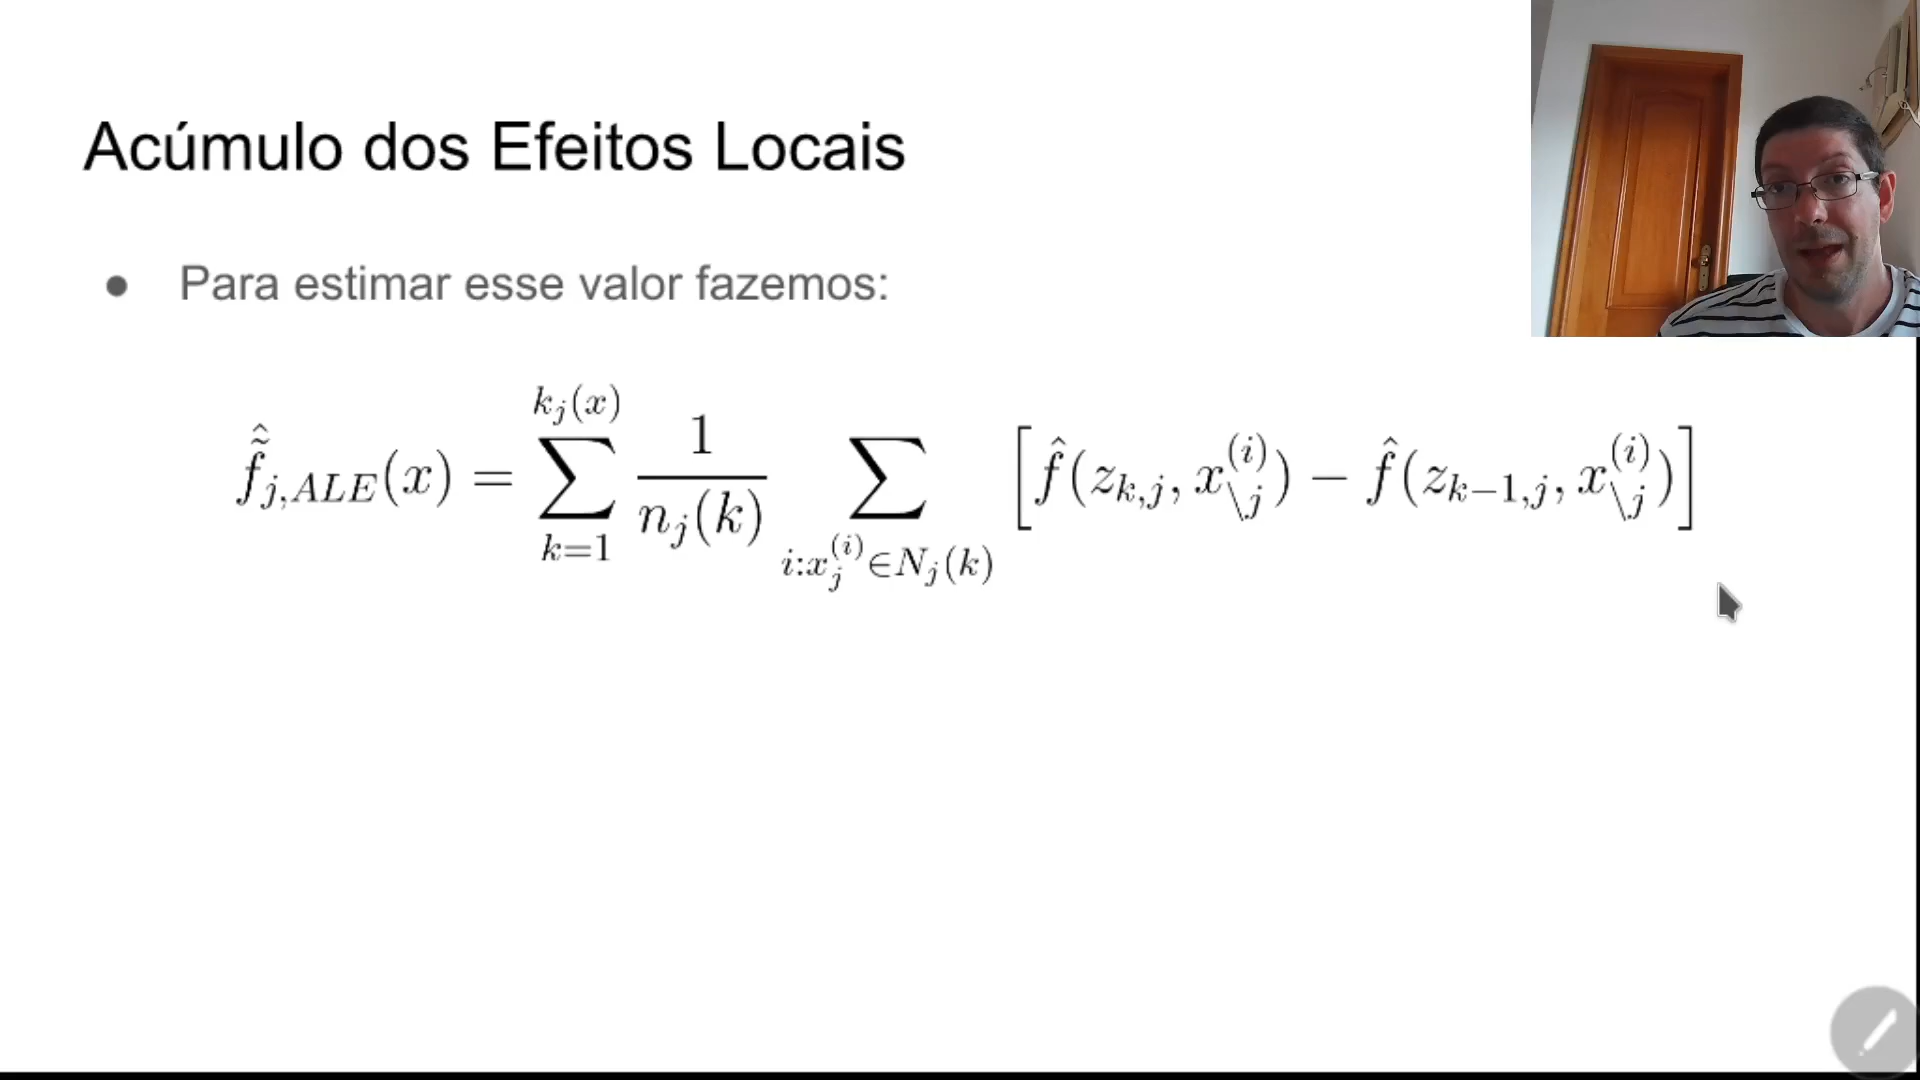 Acúmulo dos Efeitos Locais
● Para estimar esse valor fazemos:
$\hat{\tilde{f}}_{j,ALE}(x) = \sum_{k=1}^{k_j(x)} \frac{1}{n_j(k)} \sum_{i:x_j^{(i)} \in N_j(k)} \left[ \hat{f}(z_{k,j}, x_{\setminus j}^{(i)}) - \hat{f}(z_{k-1,j}, x_{\setminus j}^{(i)}) \right]$